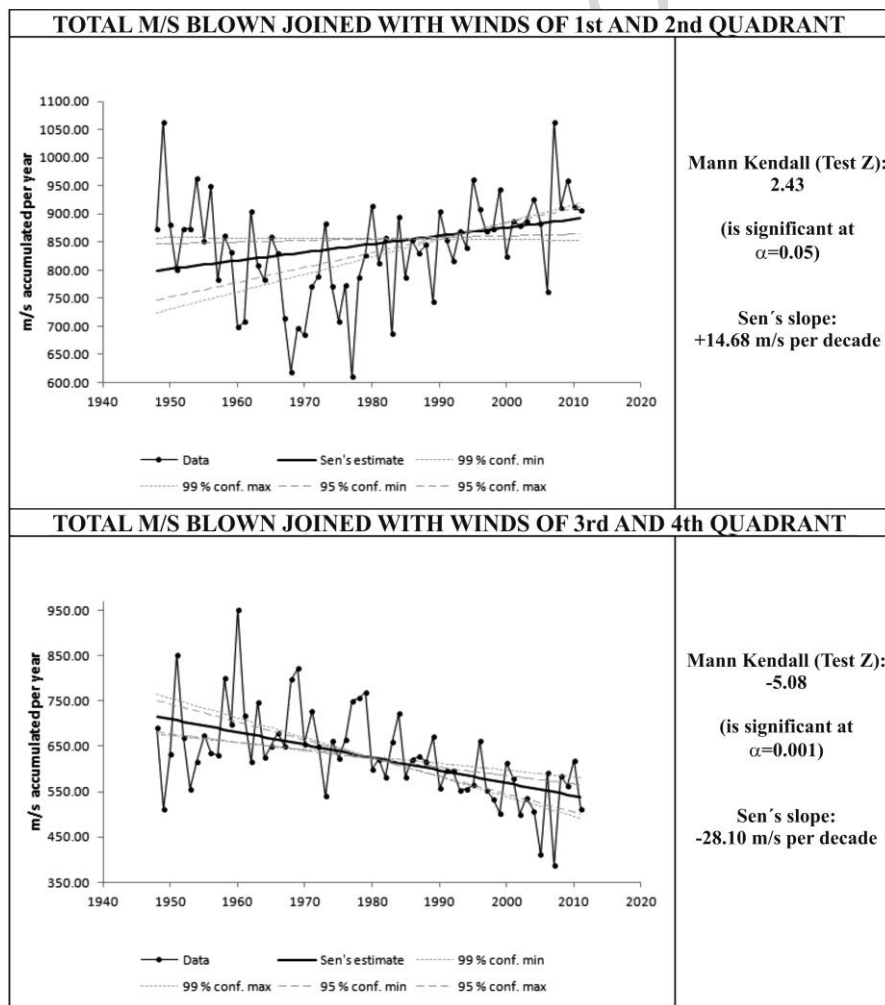 TOTAL M/S BLOWN JOINED WITH WINDS OF 1st AND 2nd QUADRANT
m/s accumulated per year
1100.00
1050.00
1000.00
950.00
900.00
850.00
800.00
750.00
700.00
650.00
600.00
1940 1950 1960 1970 1980 1990 2000 2010 2020
Data Sen's estimate 99 % conf. min
99 % conf. max 95 % conf. min 95 % conf. max
Mann Kendall (Test Z):
2.43
(is significant at
α=0.05)
Sen´s slope:
+14.68 m/s per decade
TOTAL M/S BLOWN JOINED WITH WINDS OF 3rd AND 4th QUADRANT
m/s accumulated per year
950.00
850.00
750.00
650.00
550.00
450.00
350.00
1940 1950 1960 1970 1980 1990 2000 2010 2020
Data Sen's estimate 99 % conf. min
99 % conf. max 95 % conf. min 95 % conf. max
Mann Kendall (Test Z):
-5.08
(is significant at
α=0.001)
Sen´s slope:
-28.10 m/s per decade